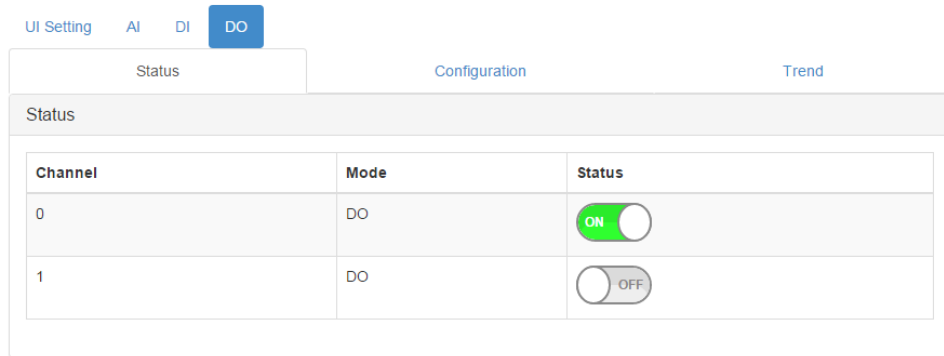 UI Setting AI DI DO
Status Configuration Trend
Status
Channel Mode Status
0 DO ON
1 DO OFF